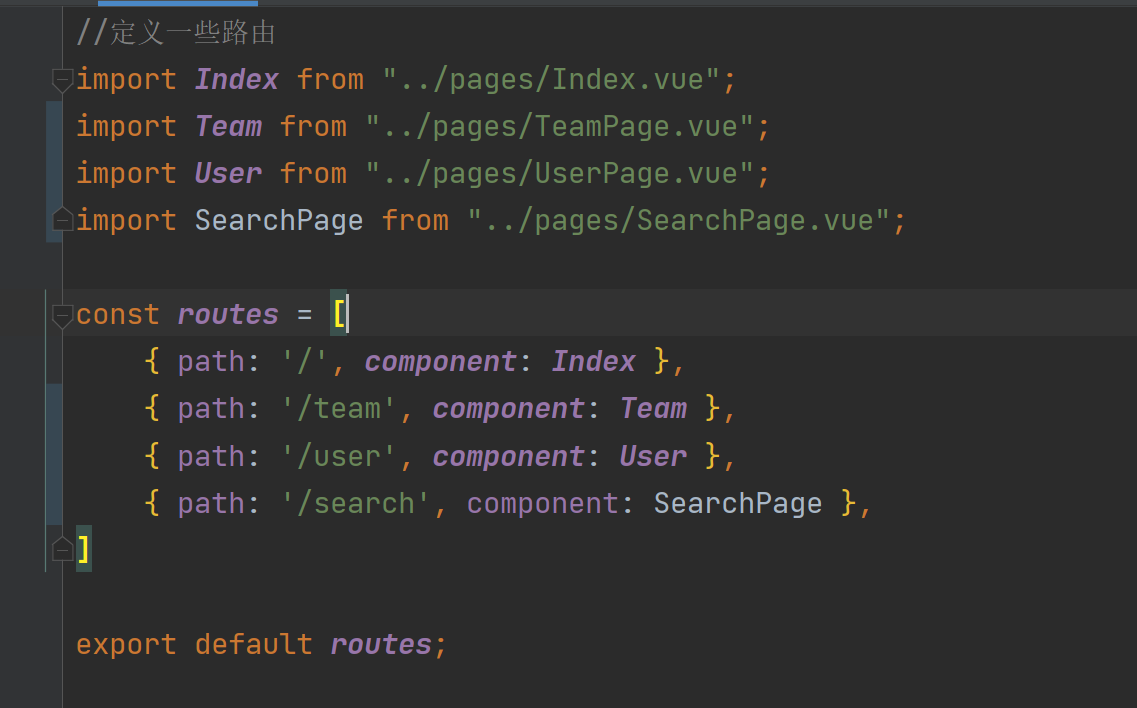 //定义一些路由
import Index from "../pages/Index.vue";
import Team from "../pages/TeamPage.vue";
import User from "../pages/UserPage.vue";
import SearchPage from "../pages/SearchPage.vue";
const routes = [
{ path: '/', component: Index },
{ path: '/team', component: Team },
{ path: '/user', component: User },
{ path: '/search', component: SearchPage },
]
export default routes;